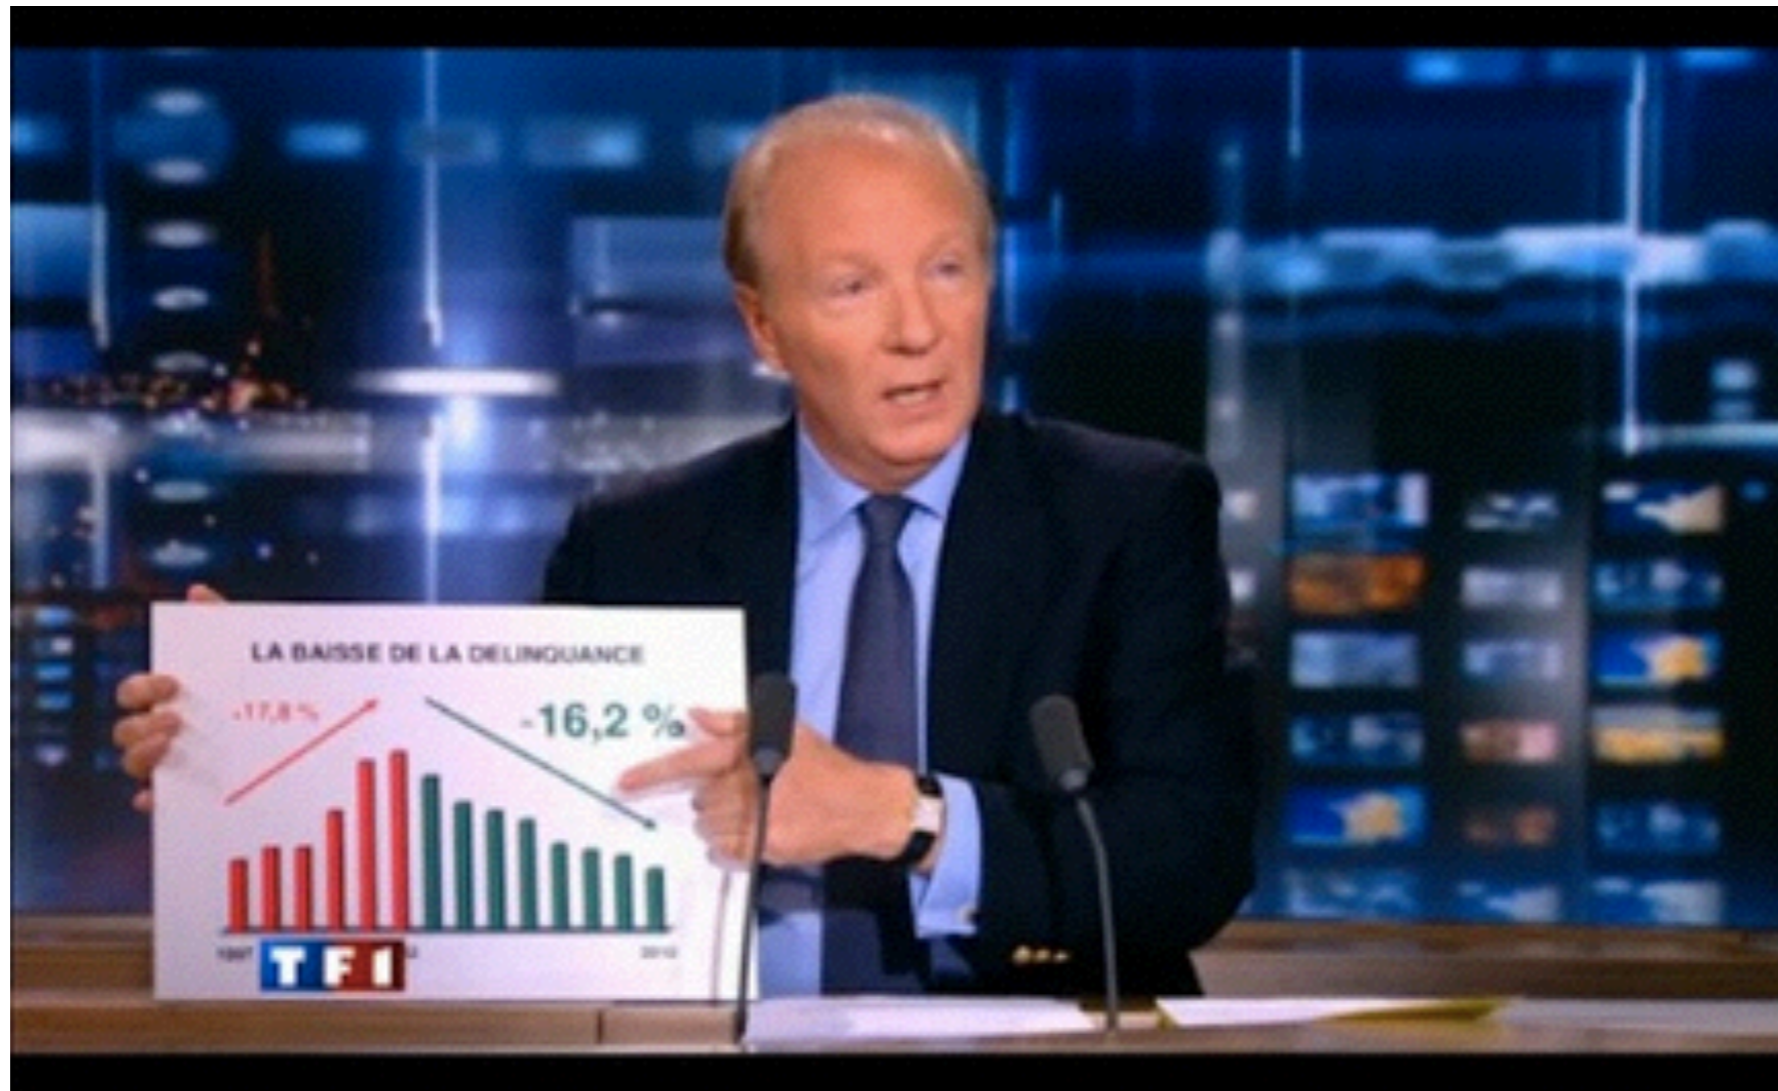 LA BAISSE DE LA DELINQUANCE
+17,8 %
-16,2 %
1997
2010
TF1